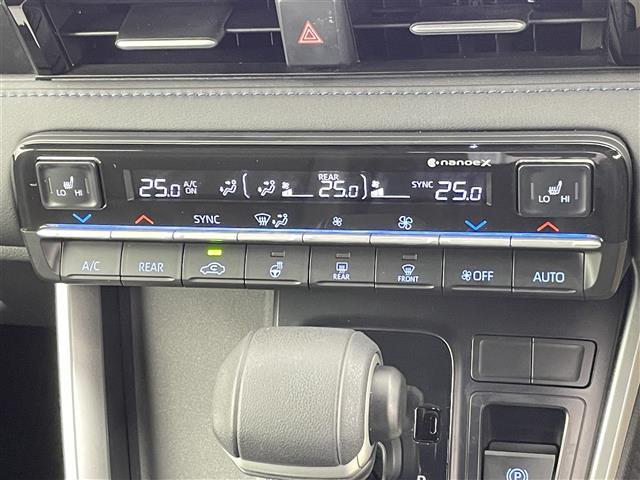 nanoeX
LO HI
25.0 A/C ON
REAR
25.0
SYNC 25.0
LO HI
SYNC
A/C
REAR
REAR
FRONT
OFF
AUTO
P